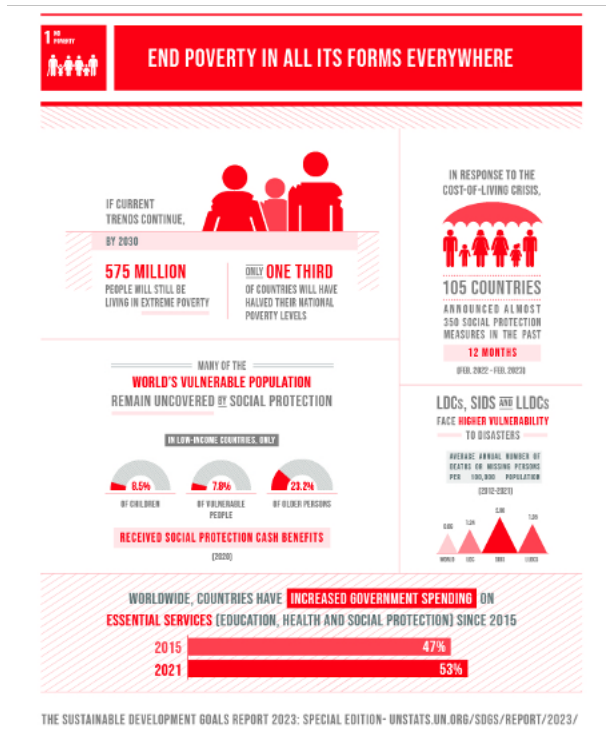 1 NO
POVERTY
END POVERTY IN ALL ITS FORMS EVERYWHERE
IF CURRENT
TRENDS CONTINUE,
BY 2030
575 MILLION
PEOPLE WILL STILL BE
LIVING IN EXTREME POVERTY
ONLY ONE THIRD
OF COUNTRIES WILL HAVE
HALVED THEIR NATIONAL
POVERTY LEVELS
IN RESPONSE TO THE
COST-OF-LIVING CRISIS,
105 COUNTRIES
ANNOUNCED ALMOST
350 SOCIAL PROTECTION
MEASURES IN THE PAST
12 MONTHS
(FEB. 2022 - FEB. 2023)
MANY OF THE
WORLD'S VULNERABLE POPULATION
REMAIN UNCOVERED BY SOCIAL PROTECTION
IN LOW-INCOME COUNTRIES, ONLY
8.5%
OF CHILDREN
7.8%
OF VULNERABLE
PEOPLE
23.2%
OF OLDER PERSONS
RECEIVED SOCIAL PROTECTION CASH BENEFITS
(2020)
LDCs, SIDS AND LLDCs
FACE HIGHER VULNERABILITY
TO DISASTERS
AVERAGE ANNUAL NUMBER OF
DEATHS OR MISSING PERSONS
PER 100,000 POPULATION
(2012-2021)
WORLD
WORLDWIDE, COUNTRIES HAVE INCREASED GOVERNMENT SPENDING ON
ESSENTIAL SERVICES (EDUCATION, HEALTH AND SOCIAL PROTECTION) SINCE 2015
2015 47%
2021 53%
THE SUSTAINABLE DEVELOPMENT GOALS REPORT 2023: SPECIAL EDITION- UNSTATS.UN.ORG/SDGS/REPORT/2023/